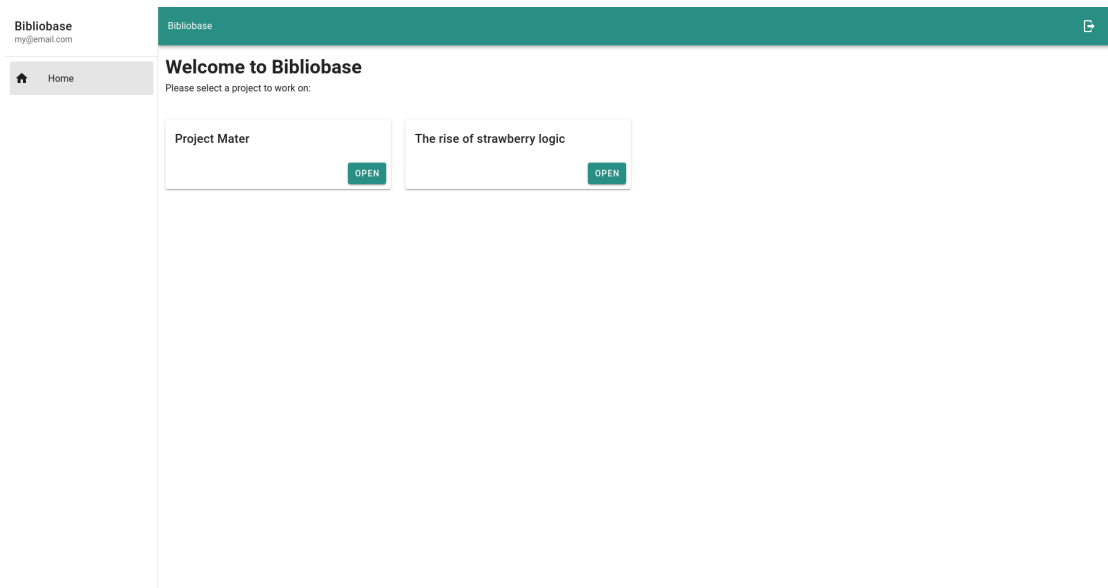 Bibliobase
my@email.com
Home
Bibliobase
Welcome to Bibliobase
Please select a project to work on:
Project Mater
OPEN
The rise of strawberry logic
OPEN